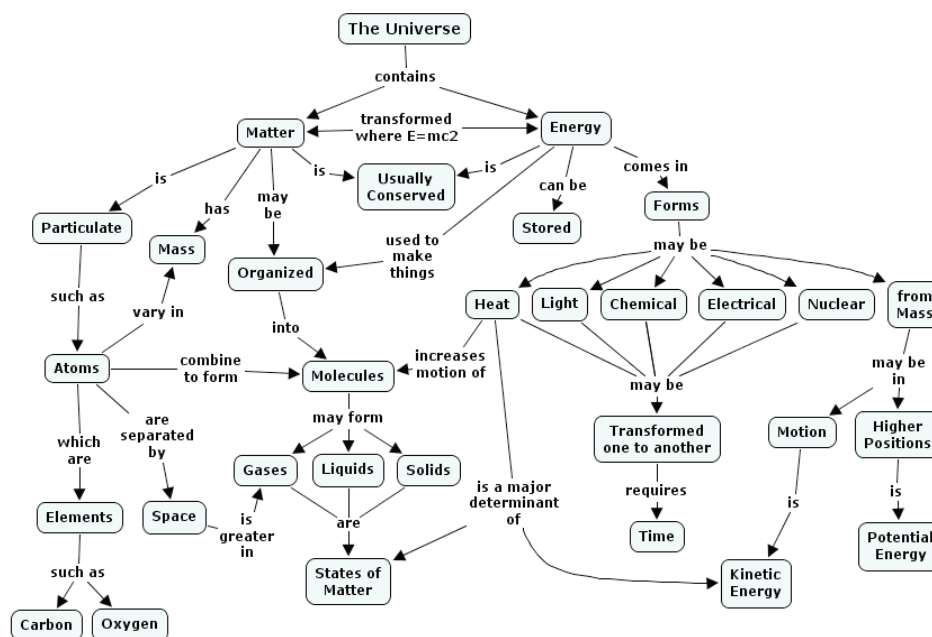 The Universe
contains
Matter
transformed
where E=mc2
Energy
is
has
may
be
is
Usually
Conserved
is
can be
comes in
Stored
Forms
Particulate
Mass
Organized
used to
make
things
may be
such as
vary in
into
Heat
Light
Chemical
Electrical
Nuclear
from
Mass
Atoms
combine
to form
Molecules
increases
motion of
may be
may be
in
which
are
are
separated
by
may form
Transformed
one to another
Motion
Higher
Positions
Gases
Liquids
Solids
Elements
Space
is
greater
in
are
is a major
determinant
of
requires
is
is
Time
Potential
Energy
such as
States of
Matter
Kinetic
Energy
Carbon
Oxygen